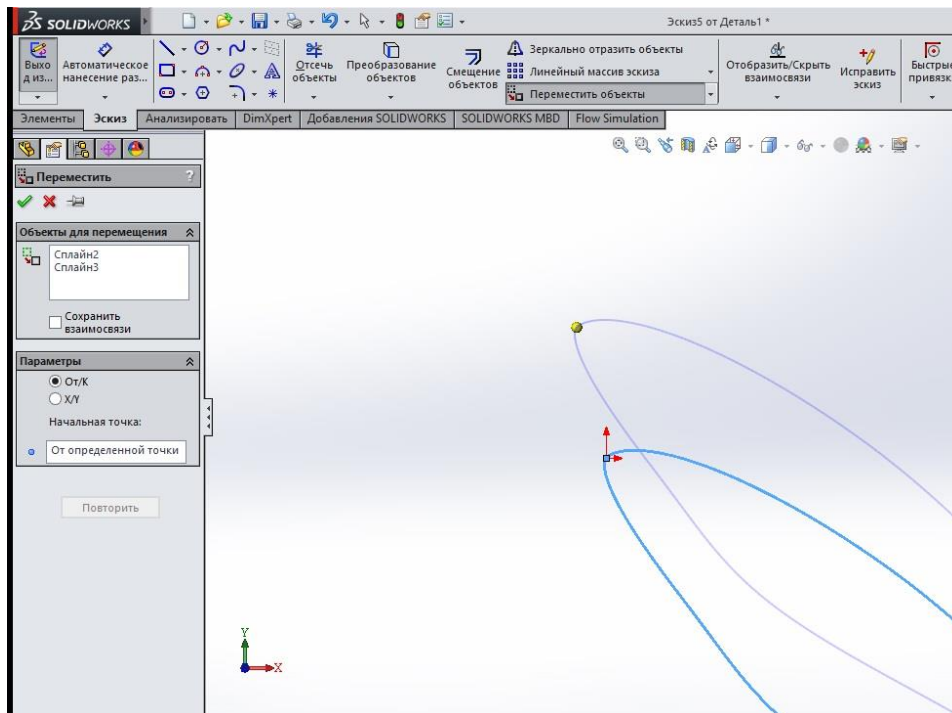 SOLIDWORKS
Эскиз5 от Деталь1 *
Выхо
д из...
Автоматическое
нанесение раз...
Отсечь
объекты
Преобразование
объектов
Смещение
объектов
Зеркально отразить объекты
Линейный массив эскиза
Переместить объекты
Отобразить/Скрыть
взаимосвязи
Исправить
эскиз
Быстрые
привязк
Элементы Эскиз Анализировать DimXpert Добавления SOLIDWORKS SOLIDWORKS MBD Flow Simulation
Переместить ?
Объекты для перемещения
Сплайн2
Сплайн3
Сохранить
взаимосвязи
Параметры
От/К
X/Y
Начальная точка:
От определенной точки
Повторить
Y
X